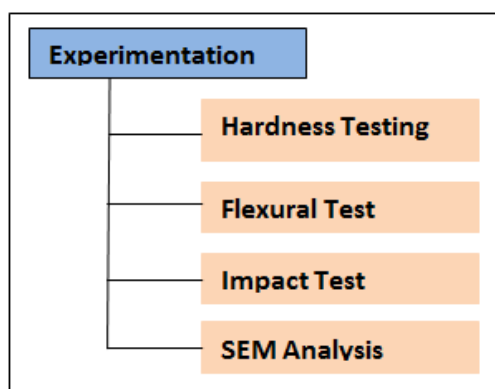 Experimentation
Hardness Testing
Flexural Test
Impact Test
SEM Analysis